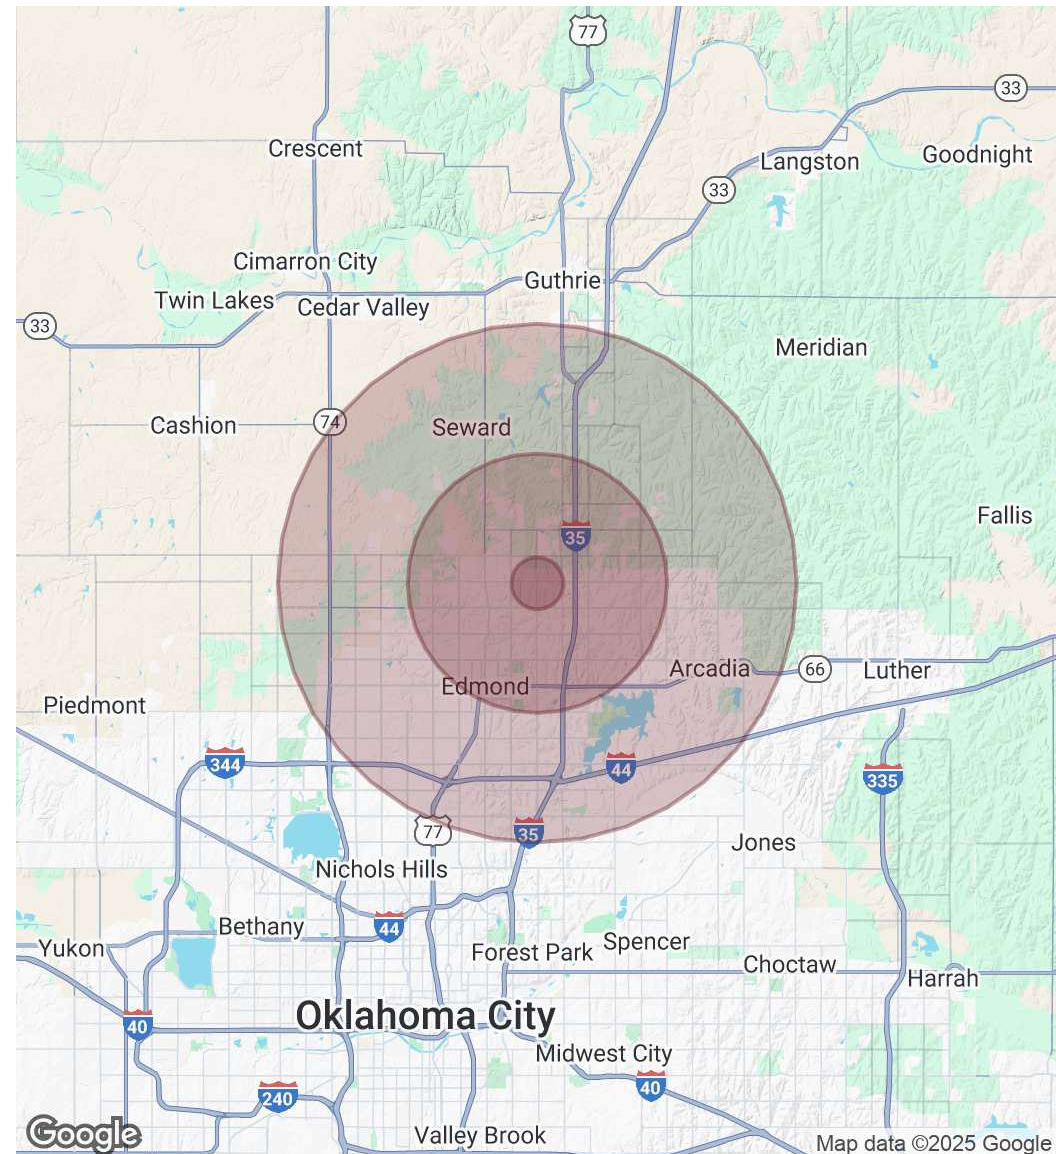 77
33
Crescent
Langston
Goodnight
33
Cimarron City
Guthrie
Twin Lakes
Cedar Valley
33
Meridian
Cashion
74
Seward
Fallis
35
Edmond
Arcadia
66
Luther
Piedmont
344
44
335
77
35
Jones
Nichols Hills
Bethany
44
Yukon
Forest Park
Spencer
Choctaw
Harrah
Oklahoma City
40
Midwest City
40
240
Valley Brook
Google
Map data ©2025 Google